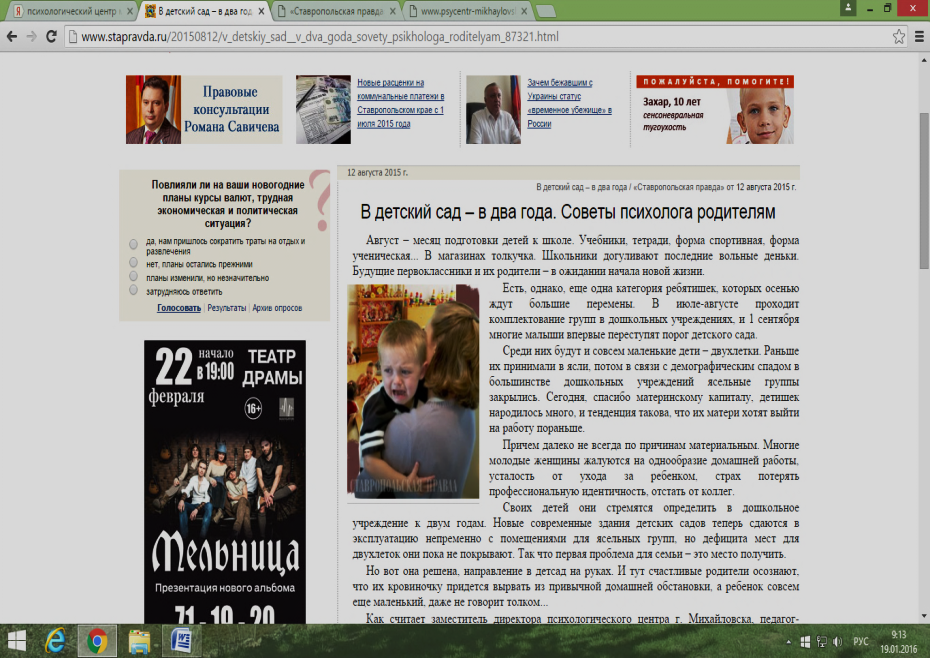 психологический центр
В детский сад – в два год
«Ставропольская правда
www.psycentr-mikhaylovs
www.stapravda.ru/20150812/v_detskiy_sad__v_dva_goda_sovety_psikhologa_roditelyam_87321.html
Правовые
консультации
Романа Савичева
Новые расценки на
коммунальные платежи в
Ставропольском крае с 1
июля 2015 года
Зачем бежавшим с
Украины статус
«временное убежище» в
России
ПОЖАЛУЙСТА, ПОМОГИТЕ!
Захар, 10 лет
сенсоневральная
тугоухость
Повлияли ли на ваши новогодние
планы курсы валют, трудная
экономическая и политическая
ситуация?
?
да, нам пришлось сократить траты на отдых и
развлечения
нет, планы остались прежними
планы изменили, но незначительно
затрудняюсь ответить
Голосовать | Результаты | Архив опросов
22 начало в 19:00
февраля
ТЕАТР
ДРАМЫ
16+
Мельница
Презентация нового альбома
71-19-20
12 августа 2015 г.
В детский сад – в два года / «Ставропольская правда» от 12 августа 2015 г.
В детский сад – в два года. Советы психолога родителям
Август – месяц подготовки детей к школе. Учебники, тетради, форма спортивная, форма
ученическая... В магазинах толкучка. Школьники догуливают последние вольные деньки.
Будущие первоклассники и их родители – в ожидании начала новой жизни.
Есть, однако, еще одна категория ребятишек, которых осенью
ждут большие перемены. В июле-августе проходит
комплектование групп в дошкольных учреждениях, и 1 сентября
многие малыши впервые переступят порог детского сада.
Среди них будут и совсем маленькие дети – двухлетки. Раньше
их принимали в ясли, потом в связи с демографическим спадом в
большинстве дошкольных учреждений ясельные группы
закрылись. Сегодня, спасибо материнскому капиталу, детишек
народилось много, и тенденция такова, что их матери хотят выйти
на работу пораньше.
Причем далеко не всегда по причинам материальным. Многие
молодые женщины жалуются на однообразие домашней работы,
усталость от ухода за ребенком, страх потерять
профессиональную идентичность, отстать от коллег.
Своих детей они стремятся определить в дошкольное
учреждение к двум годам. Новые современные здания детских садов теперь сдаются в
эксплуатацию непременно с помещениями для ясельных групп, но дефицита мест для
двухлеток они пока не покрывают. Так что первая проблема для семьи – это место получить.
Но вот она решена, направление в детсад на руках. И тут счастливые родители осознают,
что их кровиночку придется вырвать из привычной домашней обстановки, а ребенок совсем
еще маленький, даже не говорит толком...
Как считает заместитель директора психологического центра г. Михайловска, педагог-
СТАВРОПОЛЬСКАЯ ПРАВДА
РУС
9:13
19.01.2016